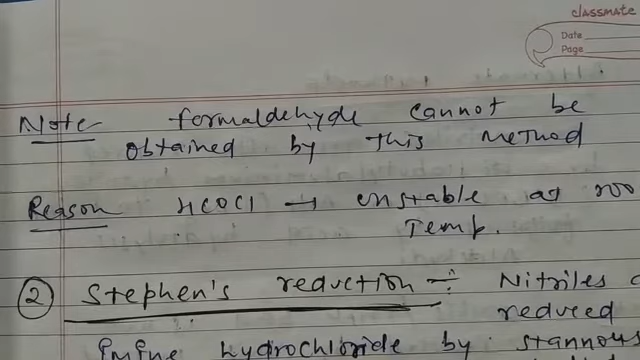 classmate
Date
Page
Note formaldehyde cannot be
obtained by this method
Reason HCOCl → unstable at roo
Temp.
② Stephen's reduction ÷ Nitriles
reduced
imine hydrochloride by stannous